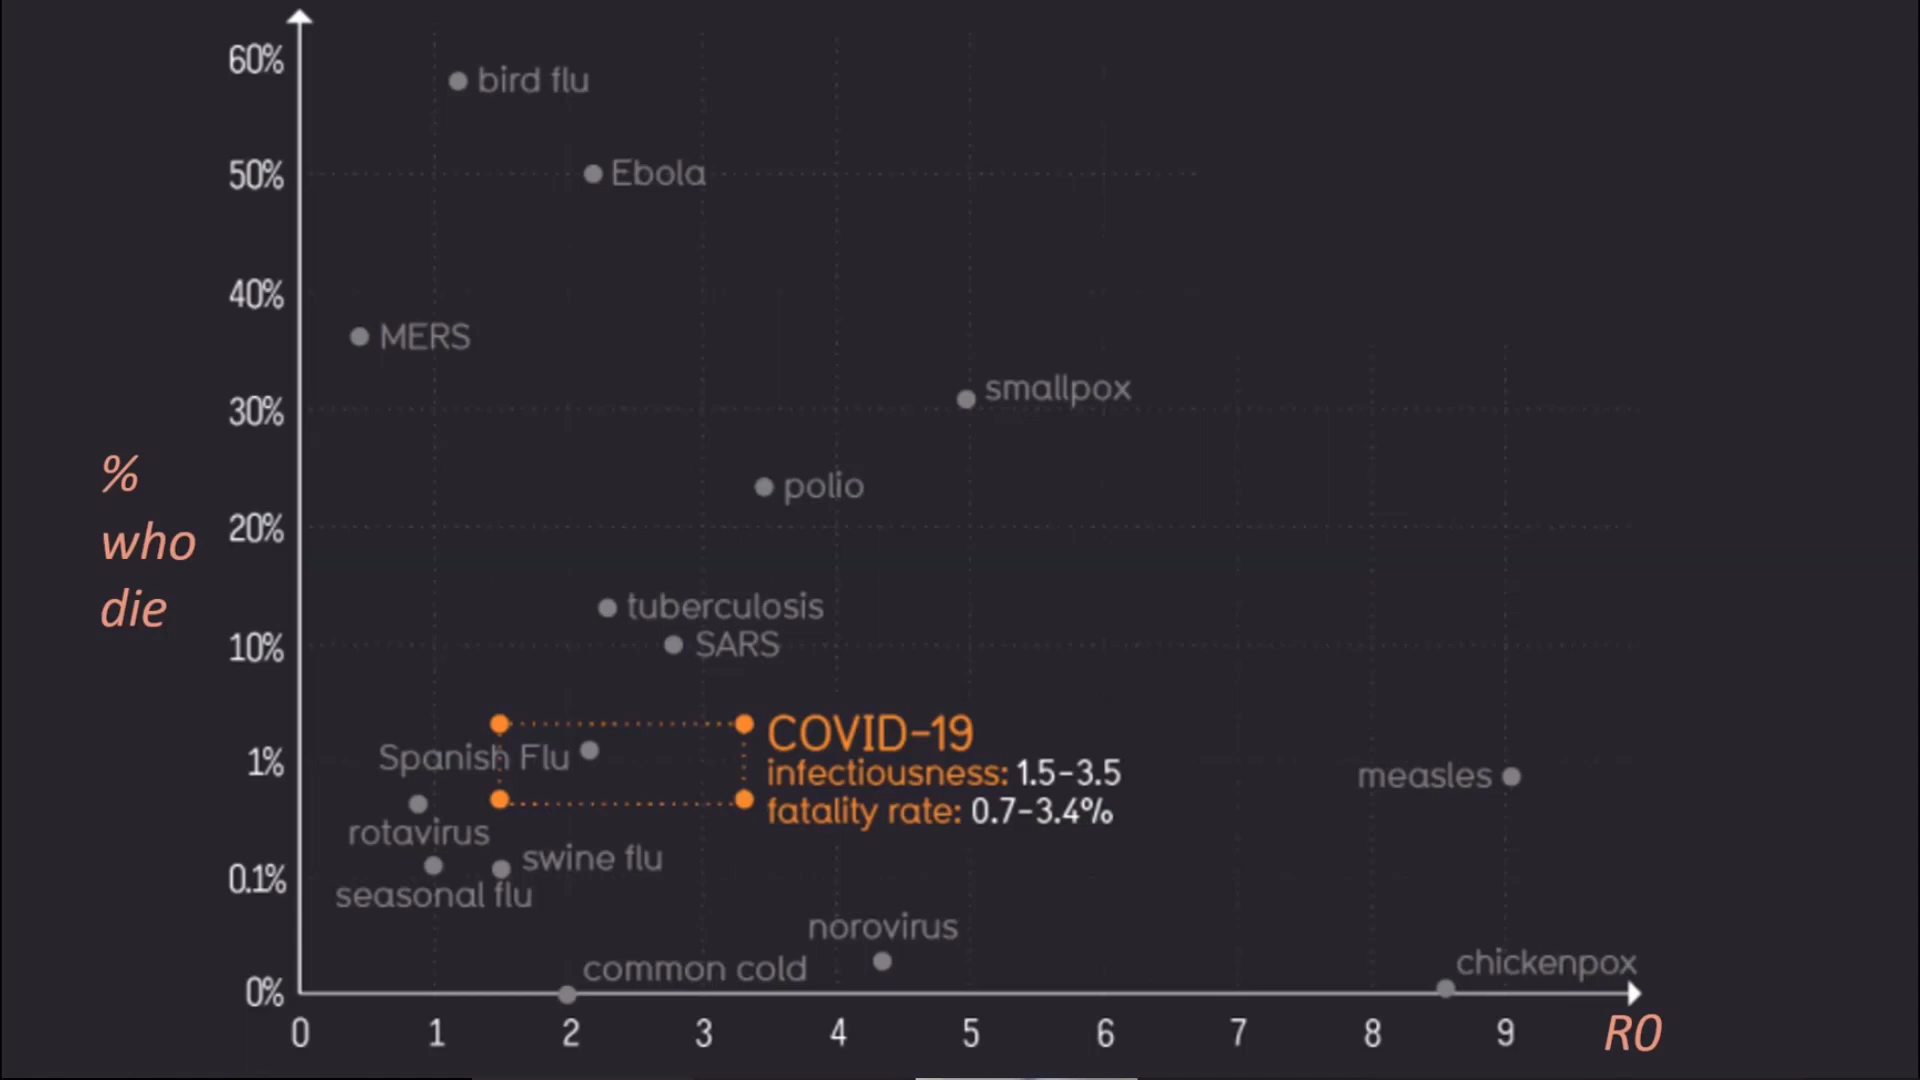 60%
bird flu
50%
Ebola
40%
MERS
smallpox
30%
%
who
die
polio
20%
tuberculosis
10%
SARS
COVID-19
infectiousness: 1.5–3.5
fatality rate: 0.7–3.4%
Spanish Flu
1%
measles
rotavirus
swine flu
0.1%
seasonal flu
norovirus
common cold
chickenpox
0%
0 1 2 3 4 5 6 7 8 9 R0